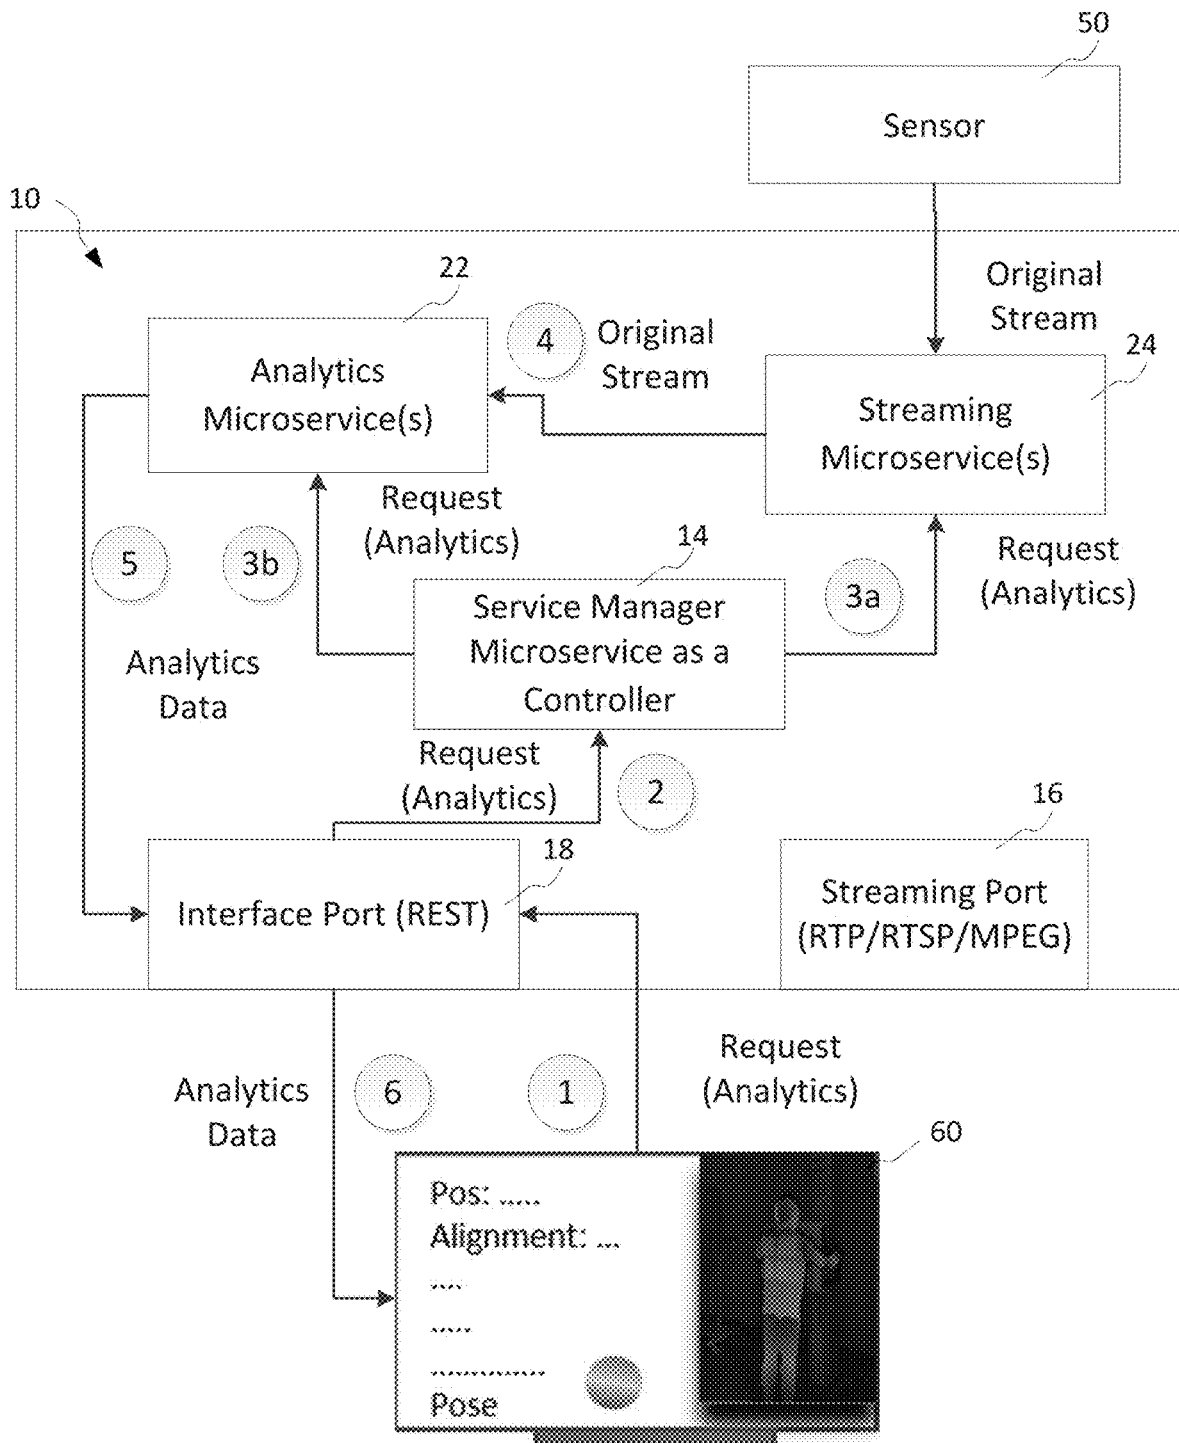 50
Sensor
10
Original
Stream
22
4
Original
Stream
24
Analytics
Microservice(s)
Streaming
Microservice(s)
Request
(Analytics)
5
3b
14
3a
Request
(Analytics)
Service Manager
Microservice as a
Controller
Analytics
Data
Request
(Analytics)
2
16
18
Interface Port (REST)
Streaming Port
(RTP/RTSP/MPEG)
Request
(Analytics)
Analytics
Data
6
1
60
Pos: .....
Alignment: ...
....
.....
..............
Pose